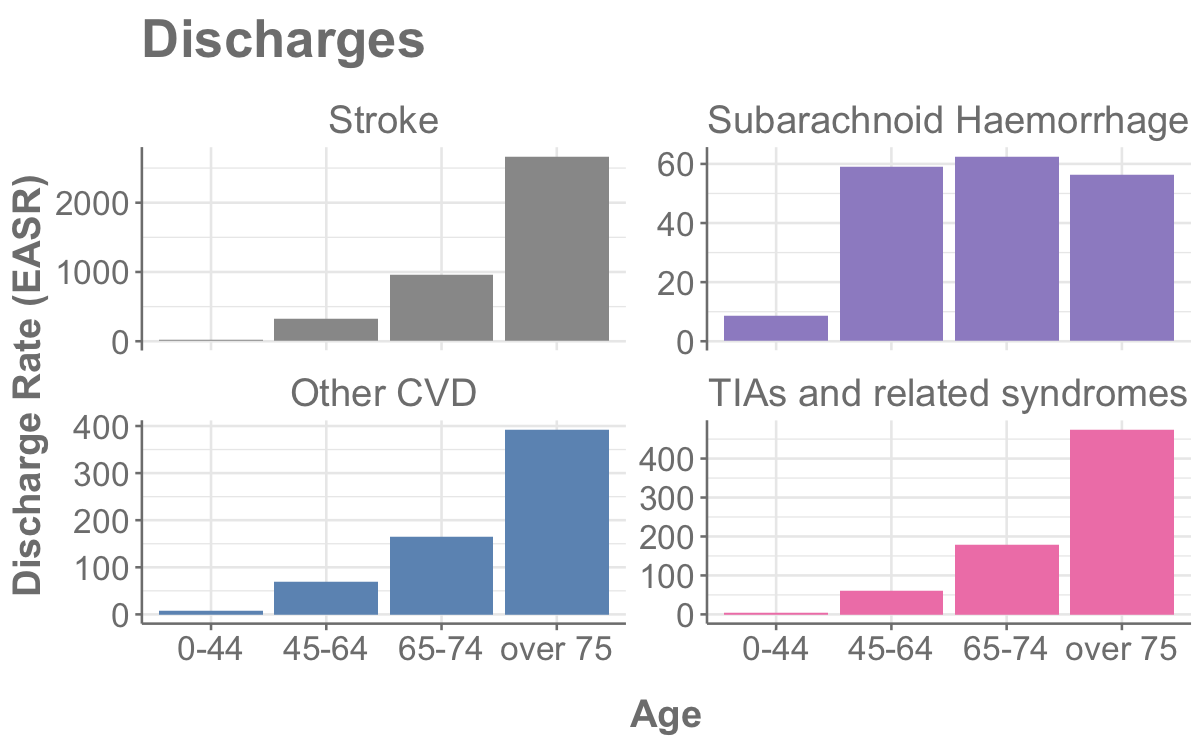 Discharges
Stroke
Subarachnoid Haemorrhage
Discharge Rate (EASR)
2000
1000
0
60
40
20
0
Other CVD
TIAs and related syndromes
400
300
200
100
0
400
300
200
100
0
0-44 45-64 65-74 over 75
0-44 45-64 65-74 over 75
Age